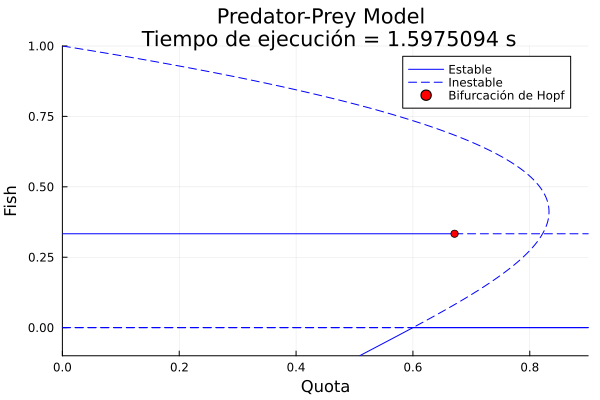 Predator-Prey Model
Tiempo de ejecución = 1.5975094 s
Estable
Inestable
Bifurcación de Hopf
1.00
0.75
0.50
0.25
0.00
Fish
0.0
0.2
0.4
0.6
0.8
Quota